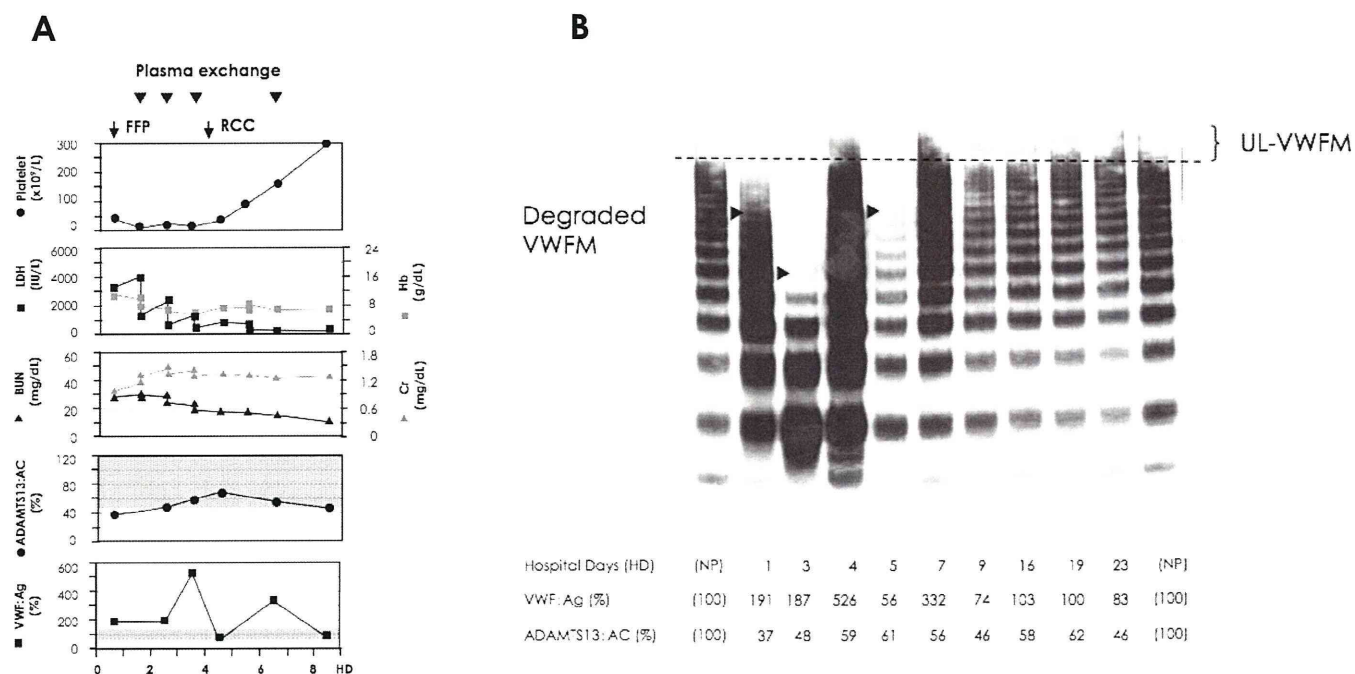 A
Plasma exchange
FFP
RCC
300
200
100
0
● Platelet
(x10⁹/L)
6000
4000
2000
0
■ LDH
(IU/L)
24
16
8
0
Hb
(g/dL)
60
40
20
0
▲ BUN
(mg/dL)
1.8
1.2
0.6
0
Cr
(mg/dL)
120
80
40
0
● ADAMTS13:AC
(%)
600
400
200
0
■ VWF:Ag
(%)
0 2 4 6 8 HD
B
UL-VWFM
Degraded
VWFM
Hospital Days (HD) (NP) 1 3 4 5 7 9 16 19 23 (NP)
VWF:Ag (%) (100) 191 187 526 56 332 74 103 100 83 (100)
ADAMTS13:AC (%) (100) 37 48 59 61 56 46 58 62 46 (100)